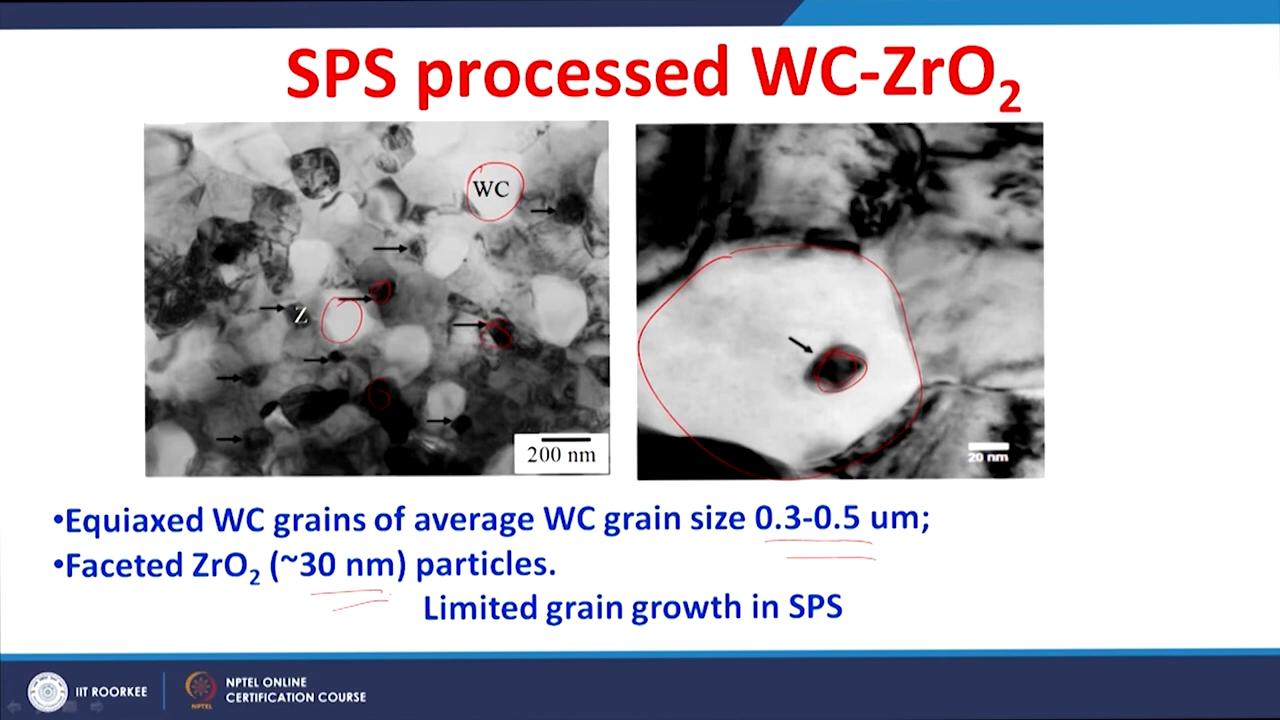 SPS processed WC-ZrO₂
WC
Z
200 nm
20 nm
•Equiaxed WC grains of average WC grain size 0.3-0.5 um;
•Faceted ZrO₂ (~30 nm) particles.
Limited grain growth in SPS
IIT ROORKEE
NPTEL
NPTEL ONLINE
CERTIFICATION COURSE